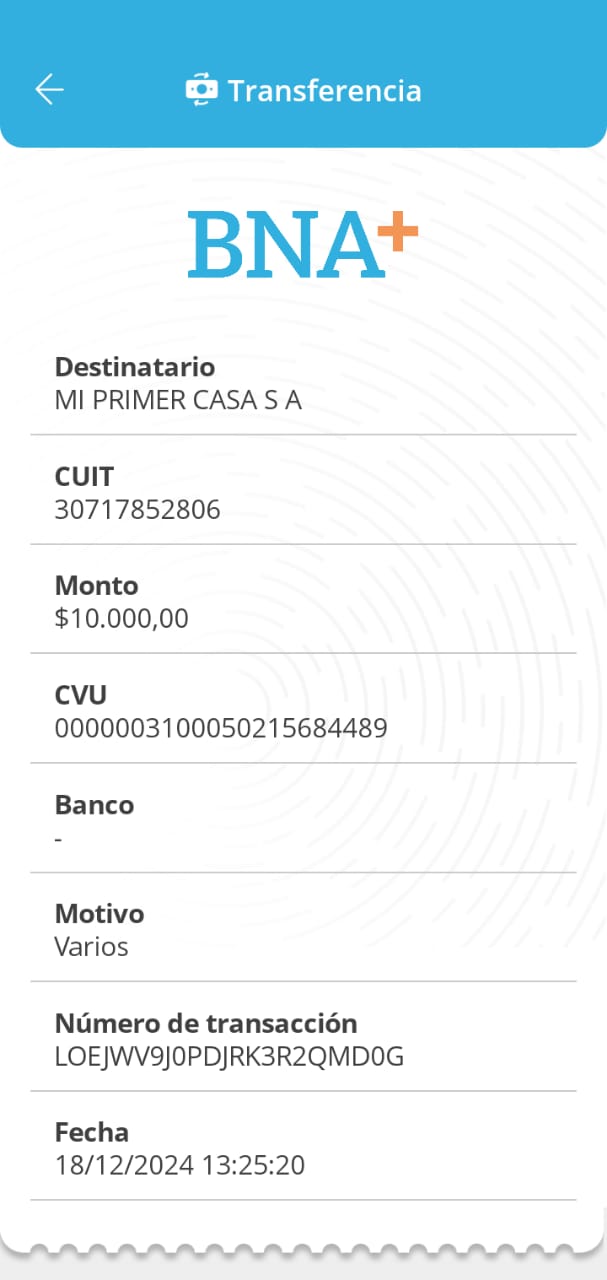 Transferencia
BNA+
Destinatario
MI PRIMER CASA S A
CUIT
30717852806
Monto
$10.000,00
CVU
0000003100050215684489
Banco
-
Motivo
Varios
Número de transacción
LOEJWV9J0PDJRK3R2QMD0G
Fecha
18/12/2024 13:25:20